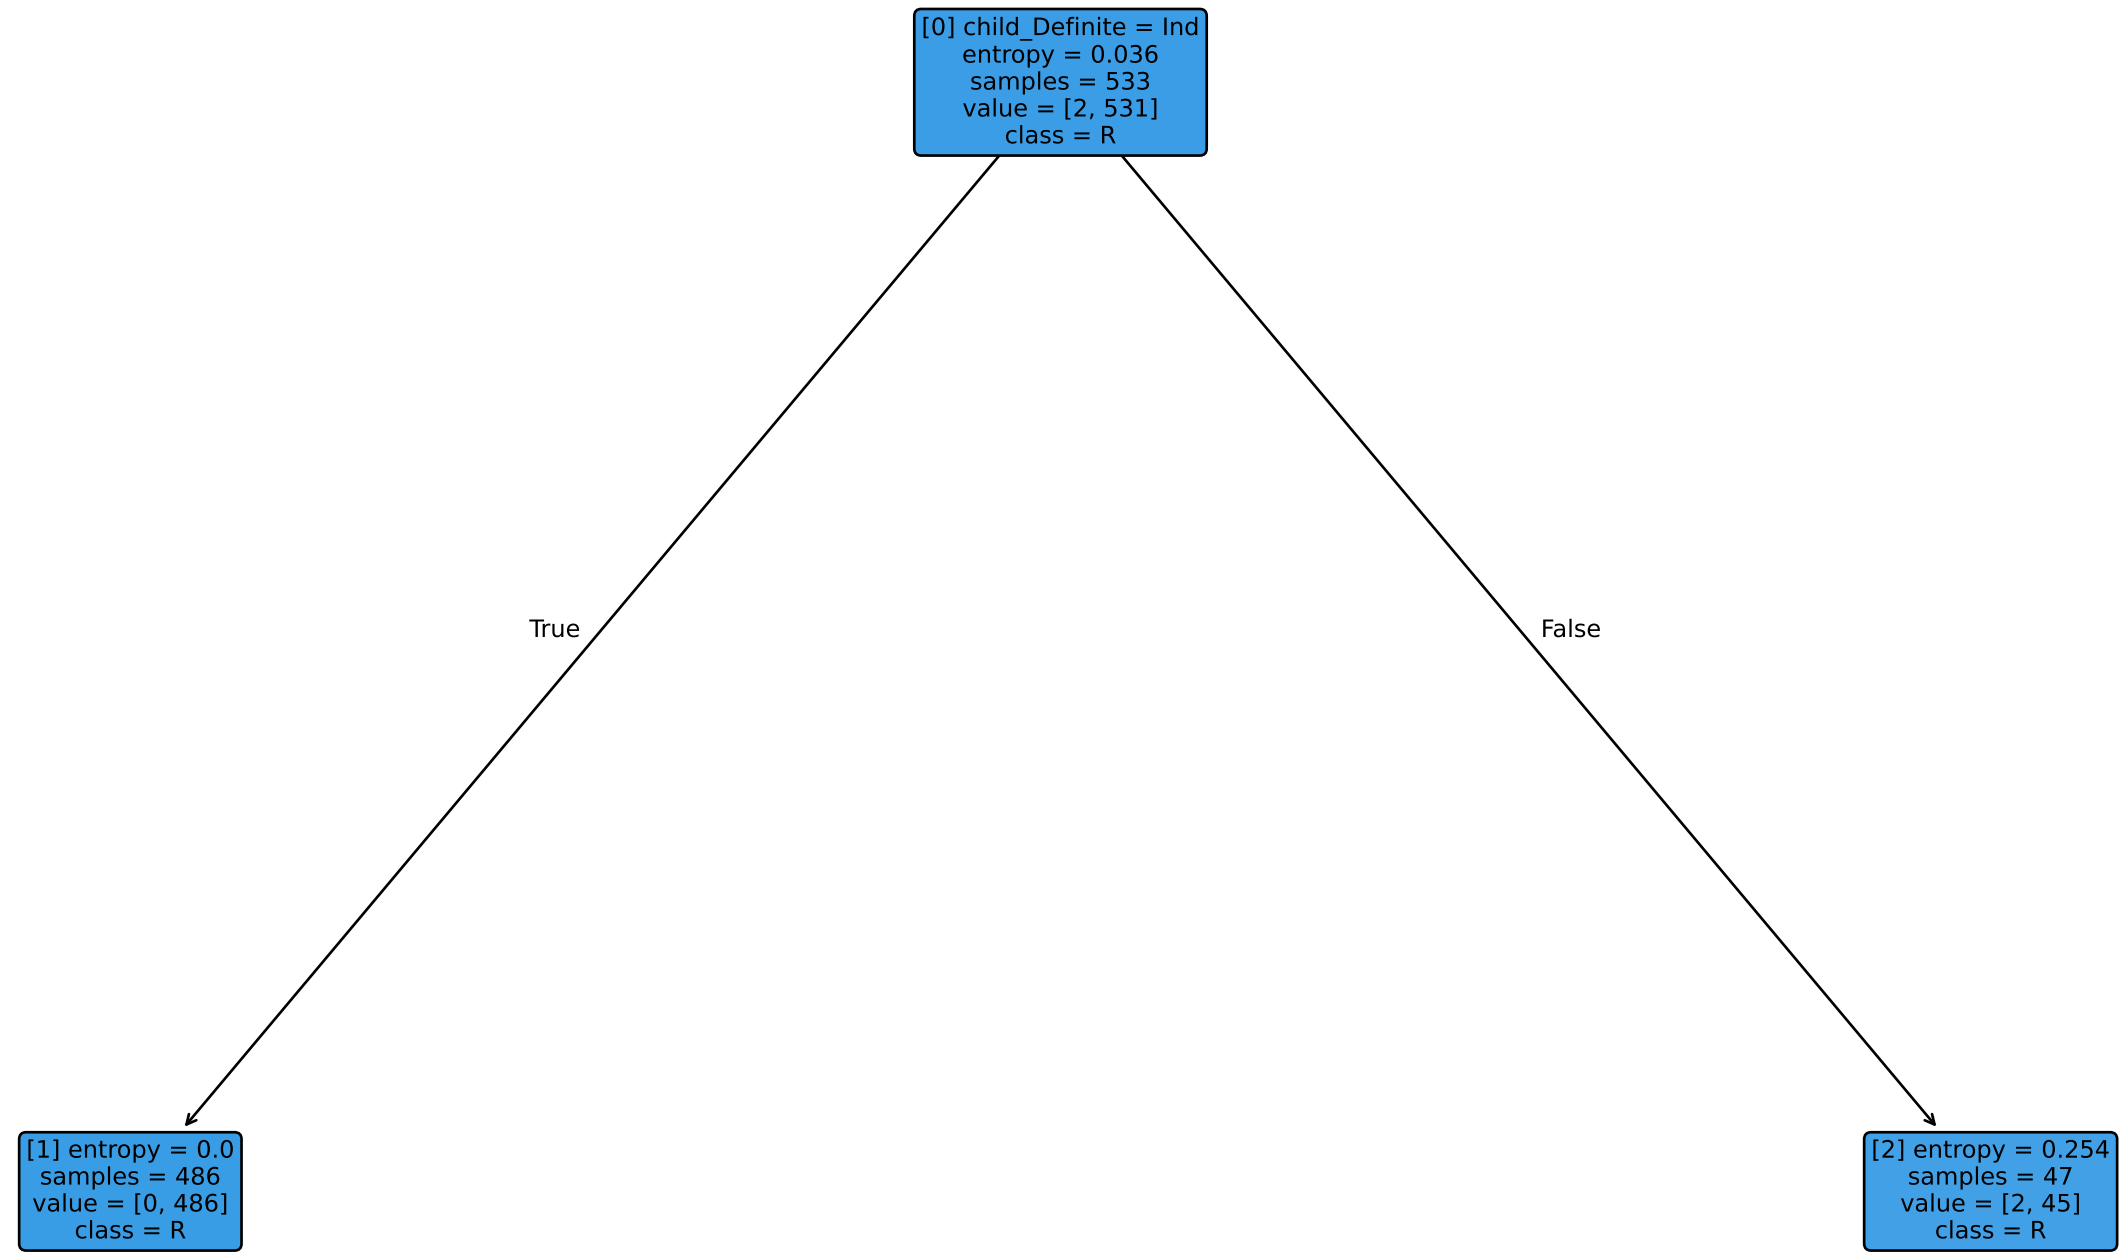 [0] child_Definite = Ind
entropy = 0.036
samples = 533
value = [2, 531]
class = R
True
False
[1] entropy = 0.0
samples = 486
value = [0, 486]
class = R
[2] entropy = 0.254
samples = 47
value = [2, 45]
class = R